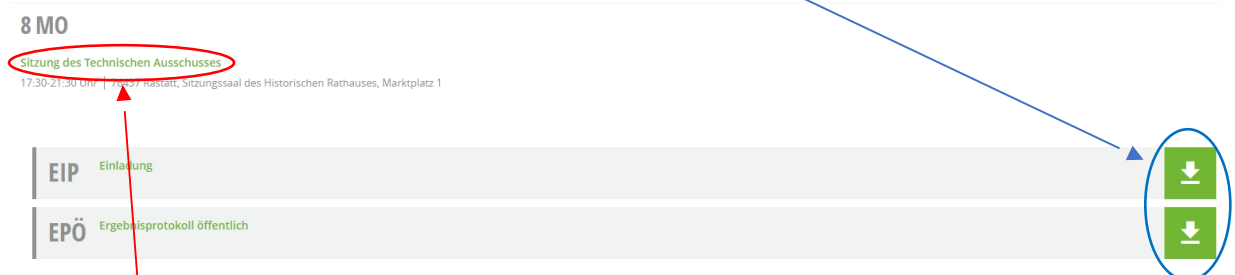 8 MO
Sitzung des Technischen Ausschusses
17:30-21:30 Uhr | 76437 Rastatt, Sitzungssaal des Historischen Rathauses, Marktplatz 1
EIP Einladung
EPÖ Ergebnisprotokoll öffentlich